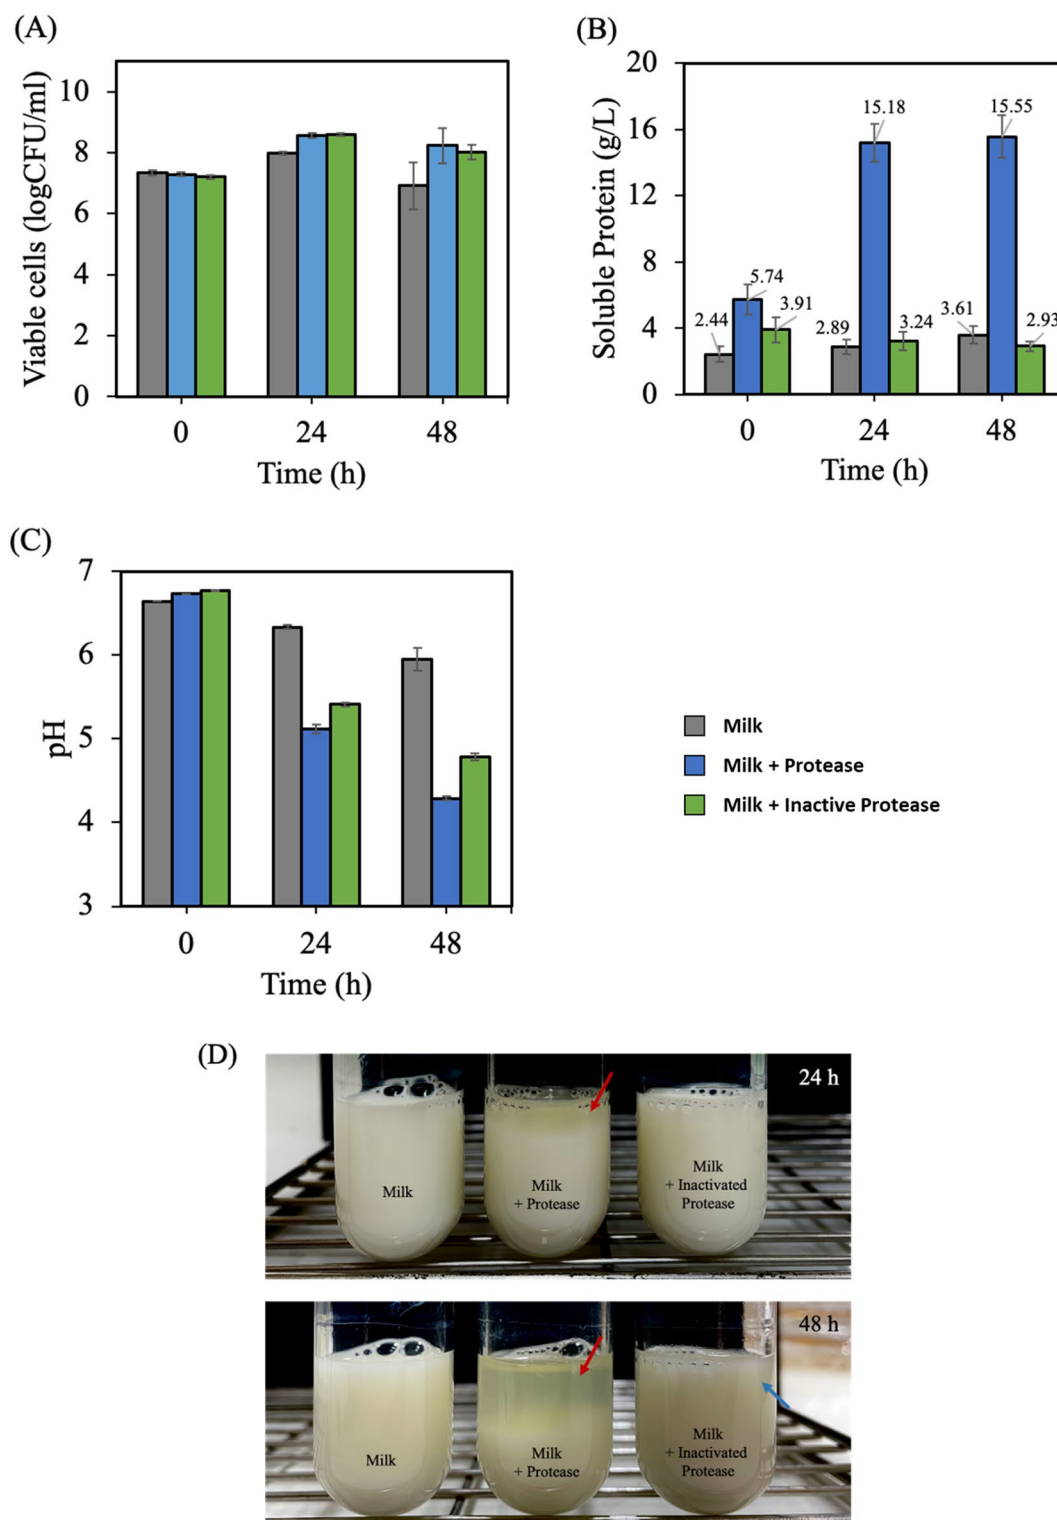 (A)
Viable cells (logCFU/ml)
10
8
6
4
2
0
0 24 48
Time (h)
(B)
Soluble Protein (g/L)
20
16
12
8
4
0
2.44
5.74
3.91
2.89
15.18
3.24
3.61
15.55
2.93
0 24 48
Time (h)
(C)
pH
7
6
5
4
3
0 24 48
Time (h)
Milk
Milk + Protease
Milk + Inactive Protease
(D)
24 h
Milk
Milk
+ Protease
Milk
+ Inactivated
Protease
48 h
Milk
Milk
+ Protease
Milk
+ Inactivated
Protease